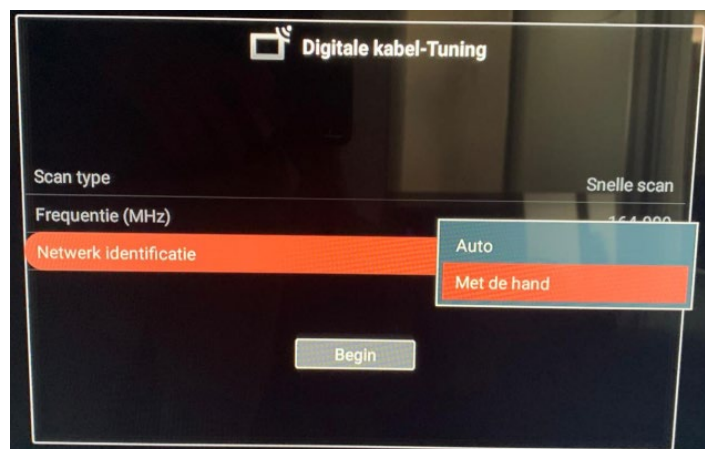 Digitale kabel-Tuning
Scan type
Snelle scan
Frequentie (MHz)
Netwerk identificatie
Auto
Met de hand
Begin